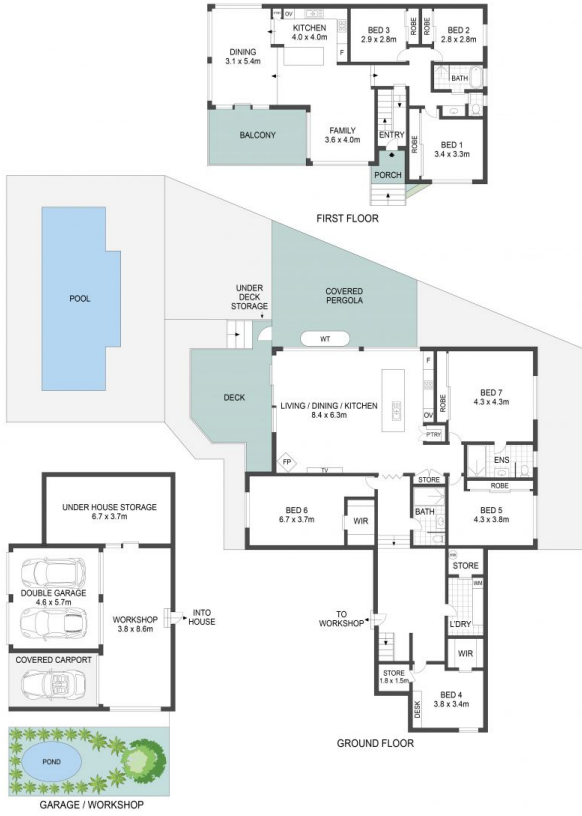 KITCHEN
4.0 x 4.0m
OV
F
BED 3
2.9 x 2.8m
ROBE
ROBE
BED 2
2.8 x 2.8m
DINING
3.1 x 5.4m
BATH
BALCONY
FAMILY
3.6 x 4.0m
ENTRY
ROBE
BED 1
3.4 x 3.3m
PORCH
FIRST FLOOR
POOL
UNDER
DECK
STORAGE
COVERED
PERGOLA
WT
DECK
LIVING / DINING / KITCHEN
8.4 x 6.3m
F
OV
ROBE
BED 7
4.3 x 4.3m
PTRY
ENS
FP
TV
STORE
ROBE
BED 6
6.7 x 3.7m
WIR
BATH
BED 5
4.3 x 3.8m
UNDER HOUSE STORAGE
6.7 x 3.7m
DOUBLE GARAGE
4.6 x 5.7m
WORKSHOP
3.8 x 8.6m
INTO
HOUSE
COVERED CARPORT
TO
WORKSHOP
STORE
WM
L'DRY
WIR
STORE
1.8 x 1.5m
DESK
BED 4
3.8 x 3.4m
GROUND FLOOR
POND
GARAGE / WORKSHOP